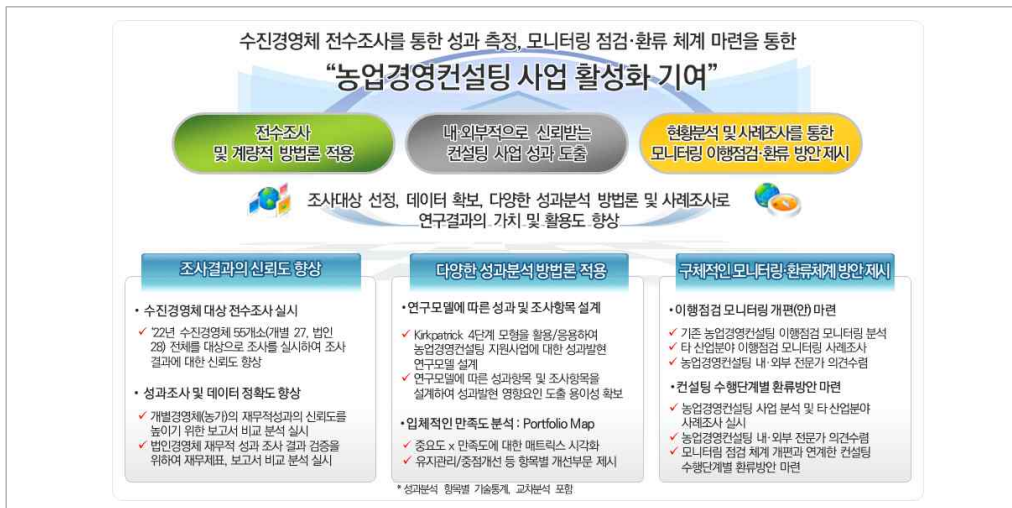 수진경영체 전수조사를 통한 성과 측정, 모니터링 점검·환류 체계 마련을 통한
“농업경영컨설팅 사업 활성화 기여”
전수조사
및 계량적 방법론 적용
내·외부적으로 신뢰받는
컨설팅 사업 성과 도출
현황분석 및 사례조사를 통한
모니터링 이행점검·환류 방안 제시
조사대상 선정, 데이터 확보, 다양한 성과분석 방법론 및 사례조사로
연구결과의 가치 및 활용도 향상
조사결과의 신뢰도 향상
• 수진경영체 대상 전수조사 실시
✓ '22년 수진경영체 55개소(개별 27, 법인
28) 전체를 대상으로 조사를 실시하여 조사
결과에 대한 신뢰도 향상
• 성과조사 및 데이터 정확도 향상
✓ 개별경영체(농가)의 재무적성과의 신뢰도를
높이기 위한 보고서 비교 분석 실시
✓ 법인경영체 재무적 성과 조사 결과 검증을
위하여 재무제표, 보고서 비교 분석 실시
다양한 성과분석 방법론 적용
•연구모델에 따른 성과 및 조사항목 설계
✓ Kirkpatrick 4단계 모형을 활용/응용하여
농업경영컨설팅 지원사업에 대한 성과발현
연구모델 설계
✓ 연구모델에 따른 성과항목 및 조사항목을
설계하여 성과발현 영향요인 도출 용이성 확보
•입체적인 만족도 분석 : Portfolio Map
✓ 중요도 x 만족도에 대한 매트릭스 시각화
✓ 유지관리/중점개선 등 항목별 개선부문 제시
* 성과분석 항목별 기술통계, 교차분석 포함
구체적인 모니터링·환류체계 방안 제시
•이행점검 모니터링 개편(안) 마련
✓ 기존 농업경영컨설팅 이행점검 모니터링 분석
✓ 타 산업분야 이행점검 모니터링 사례조사
✓ 농업경영컨설팅 내·외부 전문가 의견수렴
•컨설팅 수행단계별 환류방안 마련
✓ 농업경영컨설팅 사업 분석 및 타 산업분야
사례조사 실시
✓ 농업경영컨설팅 내·외부 전문가 의견수렴
✓ 모니터링 점검 체계 개편과 연계한 컨설팅
수행단계별 환류방안 마련